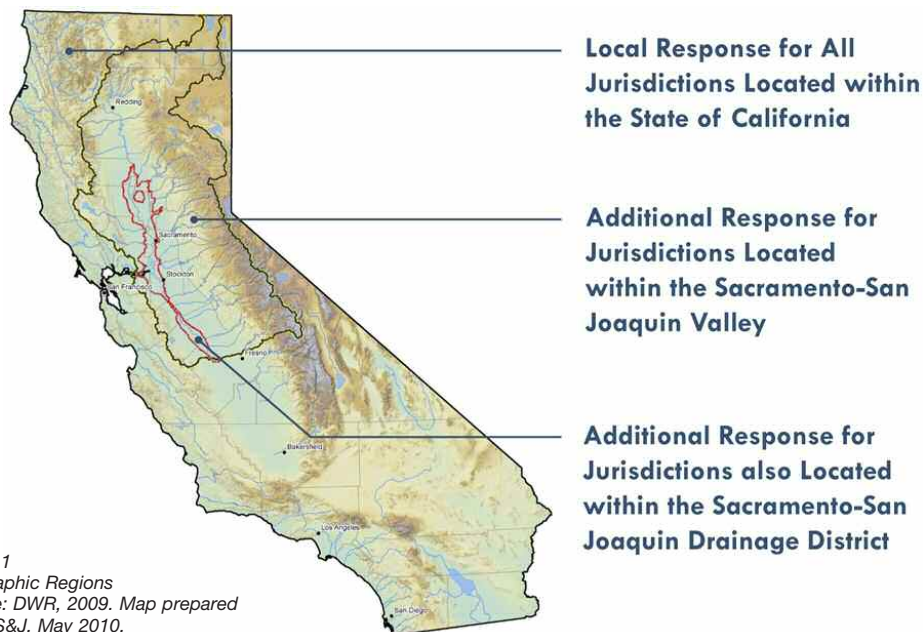 Local Response for All
Jurisdictions Located within
the State of California
Redding
Additional Response for
Jurisdictions Located
within the Sacramento-San
Joaquin Valley
Sacramento
Stockton
San Francisco
Fresno
Additional Response for
Jurisdictions also Located
within the Sacramento-San
Joaquin Drainage District
Bakersfield
Los Angeles
San Diego
1
aphic Regions
e: DWR, 2009. Map prepared
S&J, May 2010.